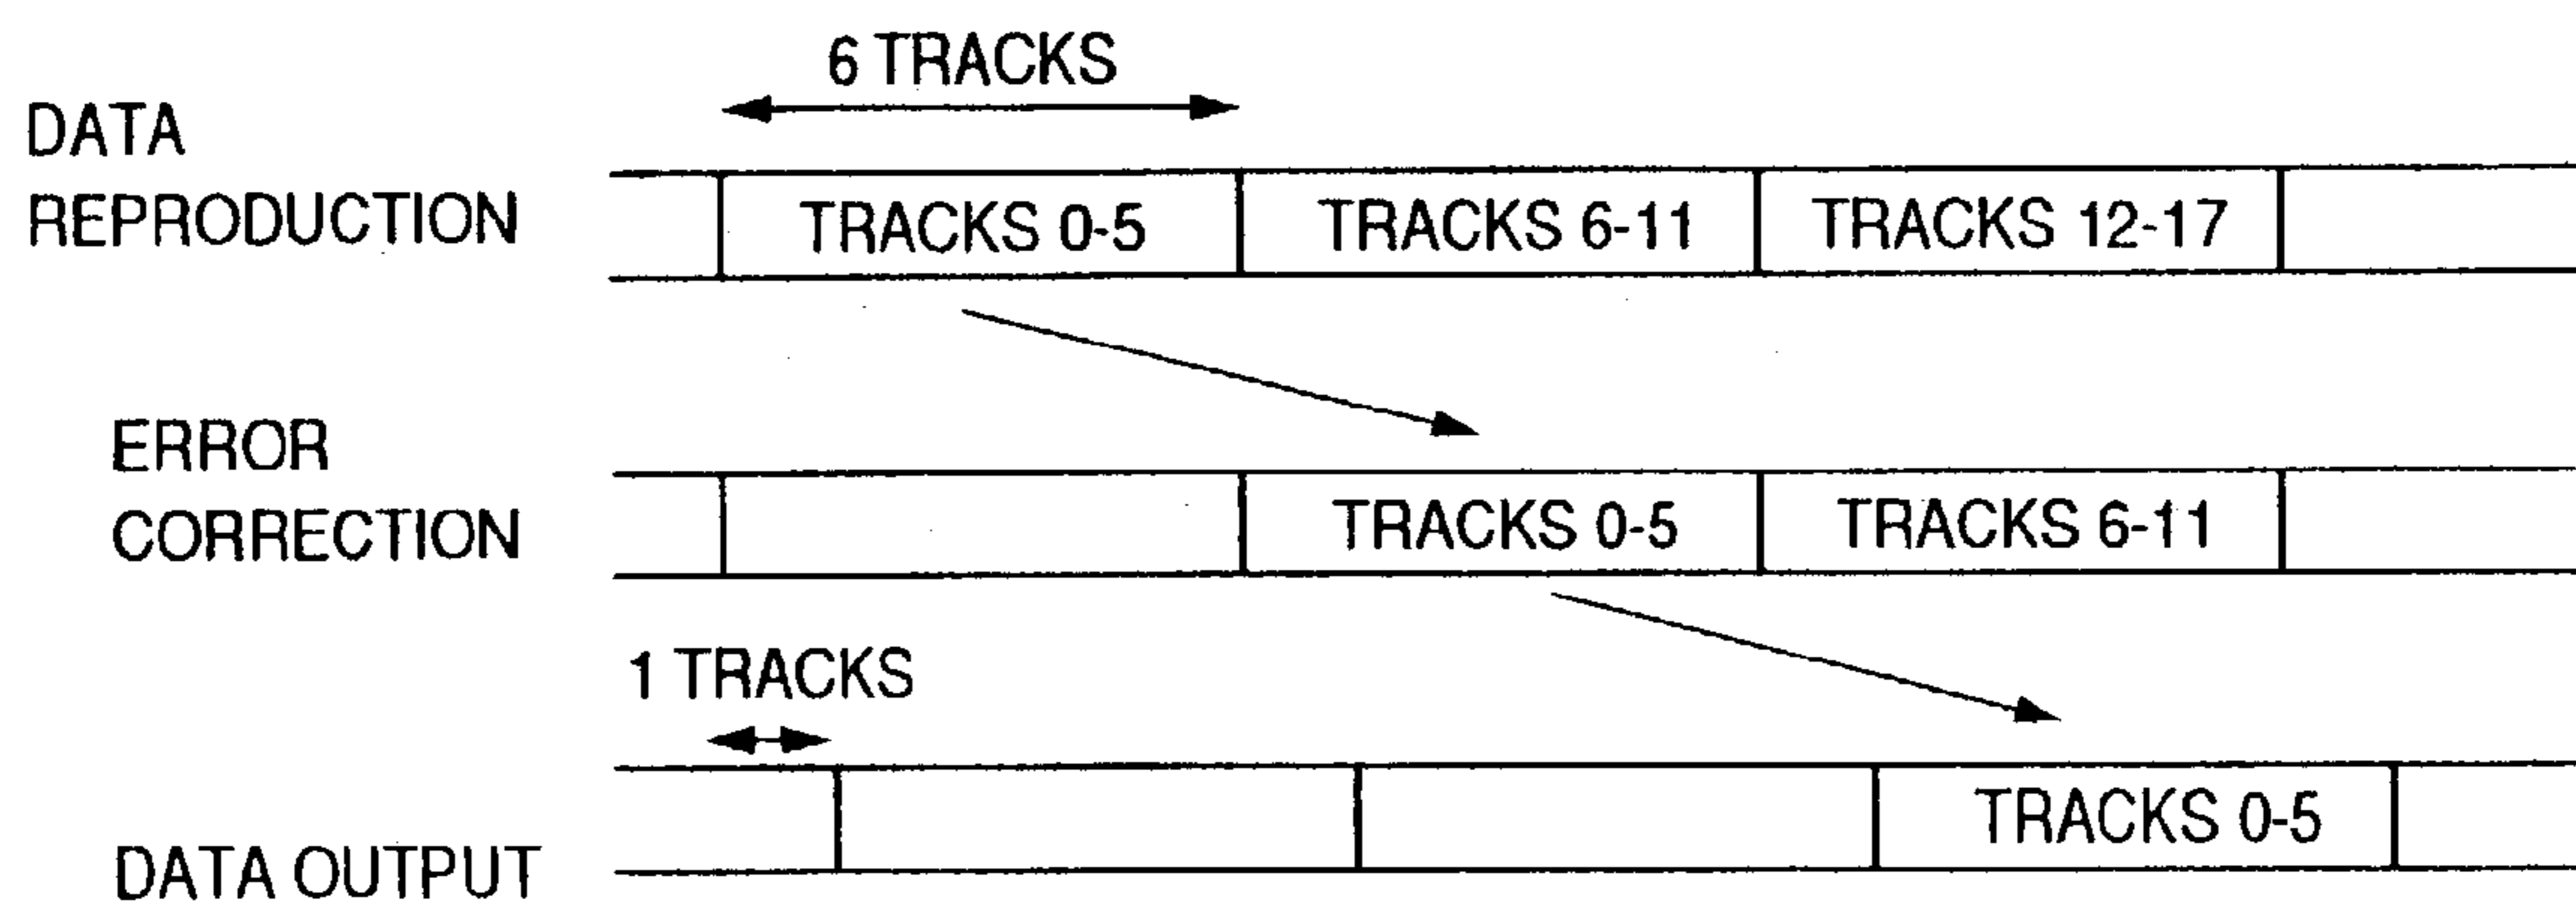 6 TRACKS
DATA
REPRODUCTION
TRACKS 0-5
TRACKS 6-11
TRACKS 12-17
ERROR
CORRECTION
TRACKS 0-5
TRACKS 6-11
1 TRACKS
DATA OUTPUT
TRACKS 0-5